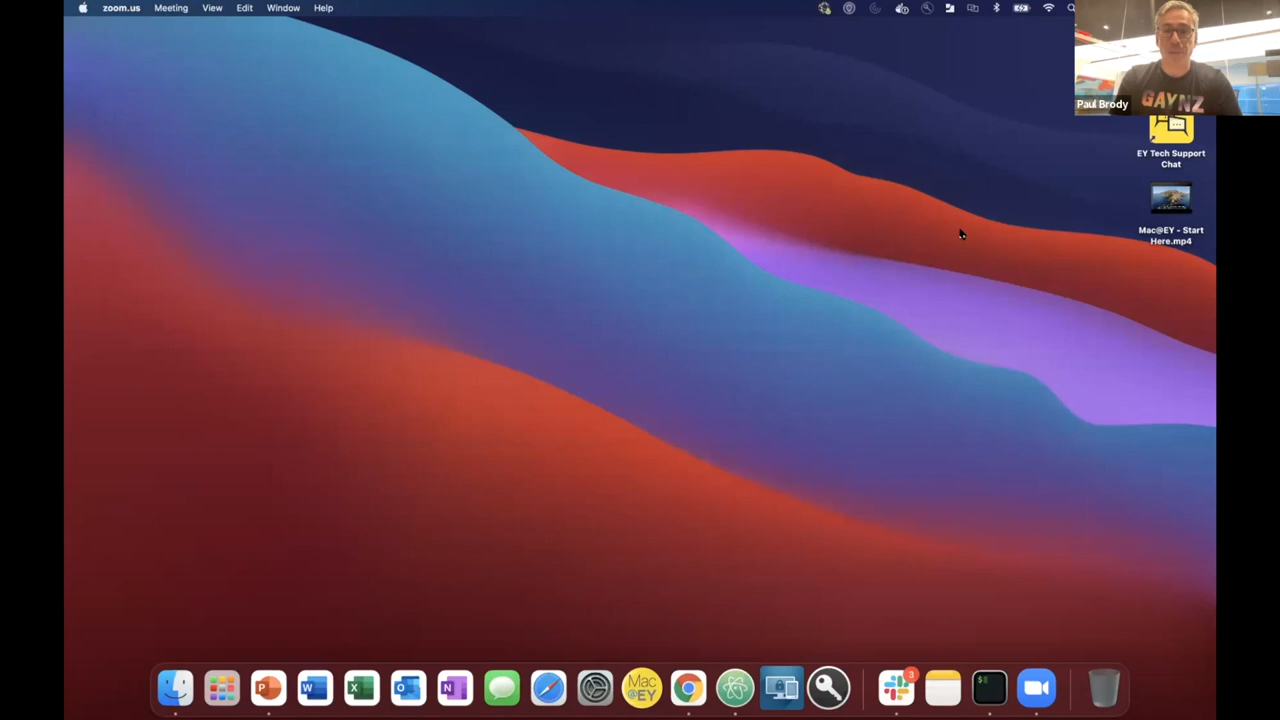 zoom.us Meeting View Edit Window Help
Paul Brody
GAYNZ
EY Tech Support
Chat
Mac@EY - Start
Here.mp4
P W X O N Mac
@EY
3
$